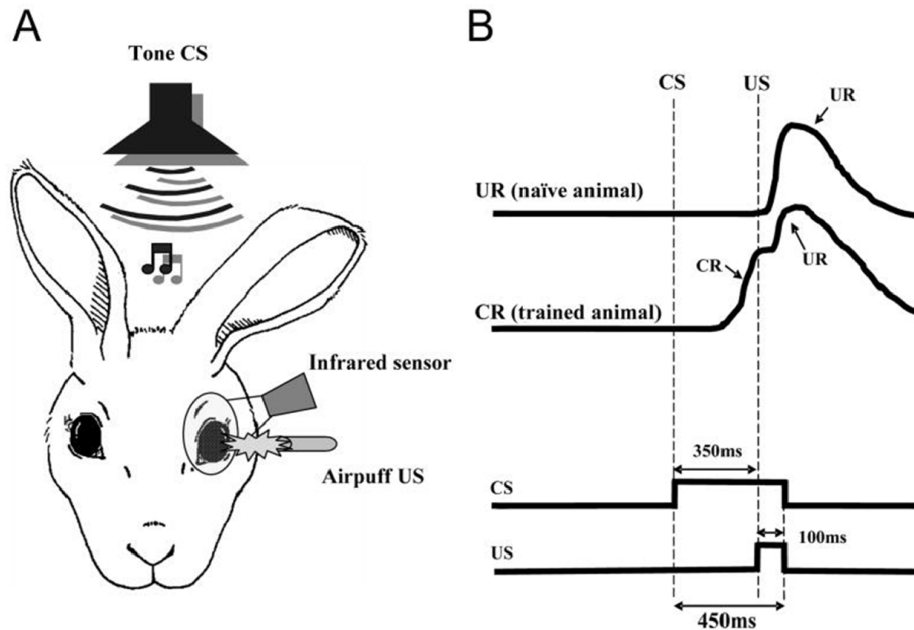 A
Tone CS
Infrared sensor
Airpuff US
B
CS
US
UR
UR (naïve animal)
CR
UR
CR (trained animal)
350ms
CS
100ms
US
450ms